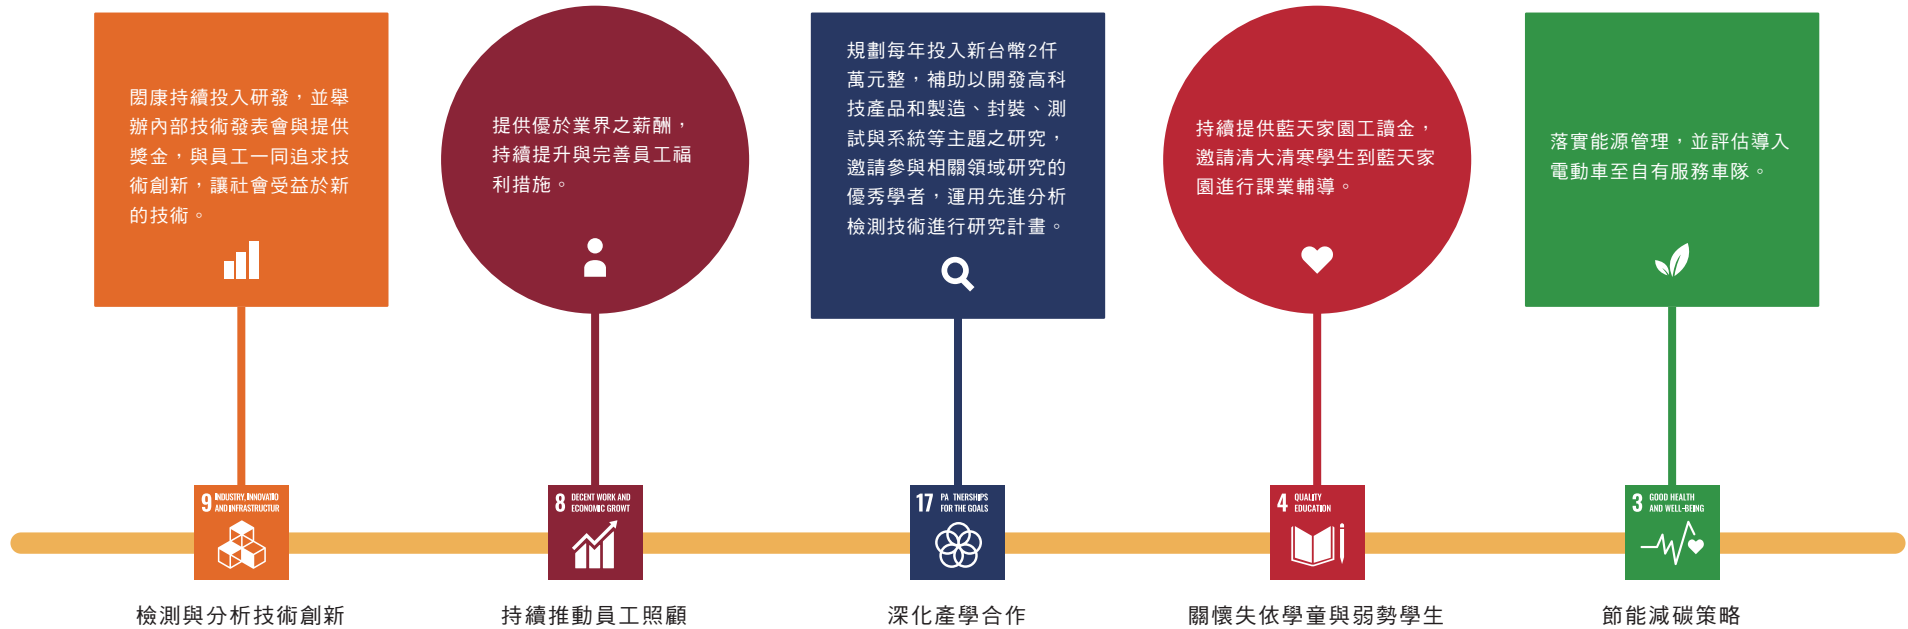 閎康持續投入研發，並舉
辦內部技術發表會與提供
獎金，與員工一同追求技
術創新，讓社會受益於新
的技術。
提供優於業界之薪酬，
持續提升與完善員工福
利措施。
規劃每年投入新台幣2仟
萬元整，補助以開發高科
技產品和製造、封裝、測
試與系統等主題之研究，
邀請參與相關領域研究的
優秀學者，運用先進分析
檢測技術進行研究計畫。
持續提供藍天家園工讀金，
邀請清大清寒學生到藍天家
園進行課業輔導。
落實能源管理，並評估導入
電動車至自有服務車隊。
9 INDUSTRY, INNOVATIO
AND INFRASTRUCTUR
8 DECENT WORK AND
ECONOMIC GROWT
17 PA TNERSHIPS
FOR THE GOALS
4 QUALITY
EDUCATION
3 GOOD HEALTH
AND WELL-BEING
檢測與分析技術創新
持續推動員工照顧
深化產學合作
關懷失依學童與弱勢學生
節能減碳策略